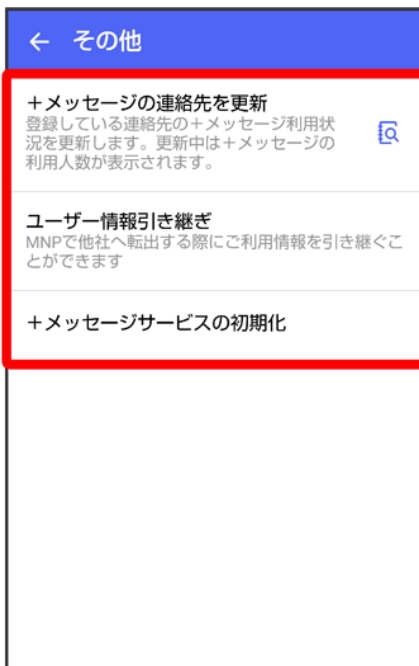 ← その他
+メッセージの連絡先を更新
登録している連絡先の+メッセージ利用状
況を更新します。更新中は+メッセージの
利用人数が表示されます。
ユーザー情報引き継ぎ
MNPで他社へ転出する際にご利用情報を引き継ぐこ
とができます
+メッセージサービスの初期化